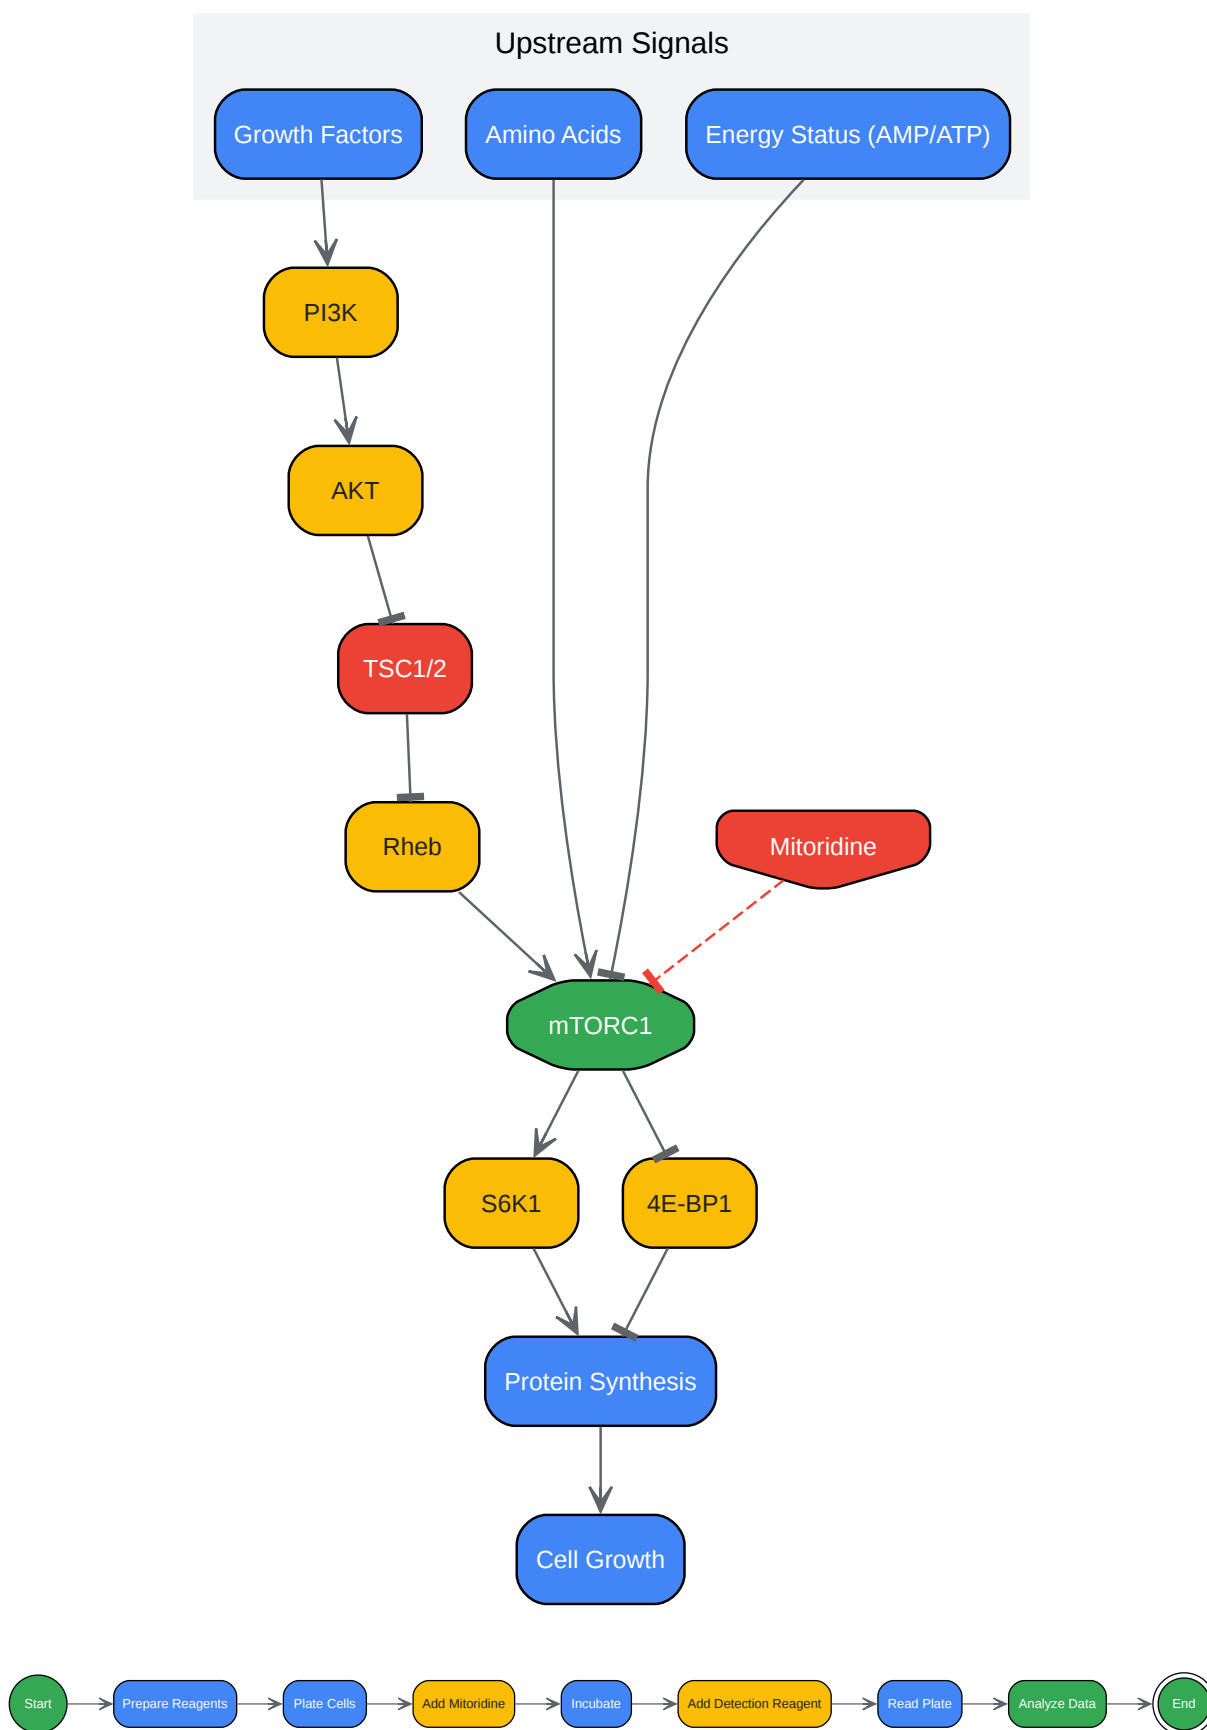 Upstream Signals
Growth Factors
Amino Acids
Energy Status (AMP/ATP)
PI3K
AKT
TSC1/2
Rheb
Mitoridine
mTORC1
S6K1
4E-BP1
Protein Synthesis
Cell Growth
Start
Prepare Reagents
Plate Cells
Add Mitoridine
Incubate
Add Detection Reagent
Read Plate
Analyze Data
End